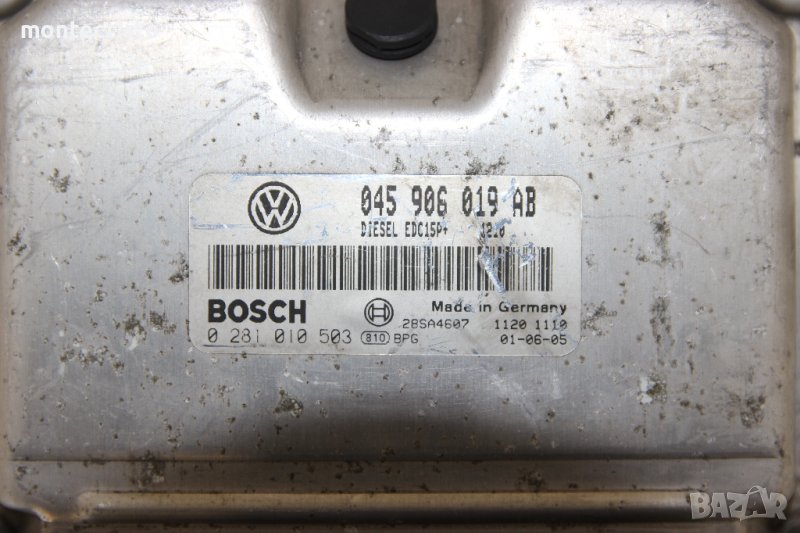 045 906 019 AB
DIESEL EDC15P+
BOSCH
Made in Germany
28SA4607 1120 1110
0 281 010 503 810 BPG 01-06-05
BAZAR